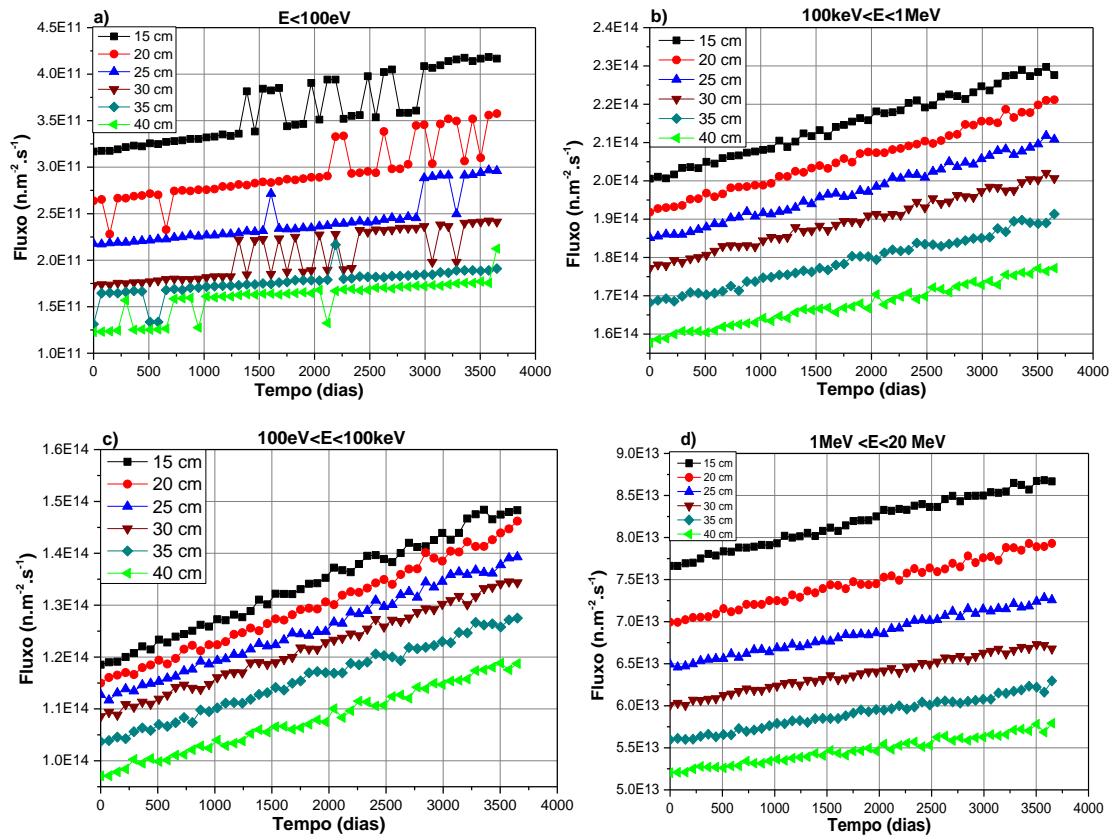 a)
E<100eV
4.5E11
4.0E11
3.5E11
3.0E11
2.5E11
2.0E11
1.5E11
1.0E11
Fluxo (n.m-2.s-1)
15 cm
20 cm
25 cm
30 cm
35 cm
40 cm
0 500 1000 1500 2000 2500 3000 3500 4000
Tempo (dias)
b)
100keV<E<1MeV
2.4E14
2.3E14
2.2E14
2.1E14
2.0E14
1.9E14
1.8E14
1.7E14
1.6E14
Fluxo (n.m-2.s-1)
15 cm
20 cm
25 cm
30 cm
35 cm
40 cm
0 500 1000 1500 2000 2500 3000 3500 4000
Tempo (dias)
c)
100eV<E<100keV
1.6E14
1.5E14
1.4E14
1.3E14
1.2E14
1.1E14
1.0E14
Fluxo (n.m-2.s-1)
15 cm
20 cm
25 cm
30 cm
35 cm
40 cm
0 500 1000 1500 2000 2500 3000 3500 4000
Tempo (dias)
d)
1MeV <E<20 MeV
9.0E13
8.5E13
8.0E13
7.5E13
7.0E13
6.5E13
6.0E13
5.5E13
5.0E13
Fluxo (n.m-2.s-1)
15 cm
20 cm
25 cm
30 cm
35 cm
40 cm
0 500 1000 1500 2000 2500 3000 3500 4000
Tempo (dias)